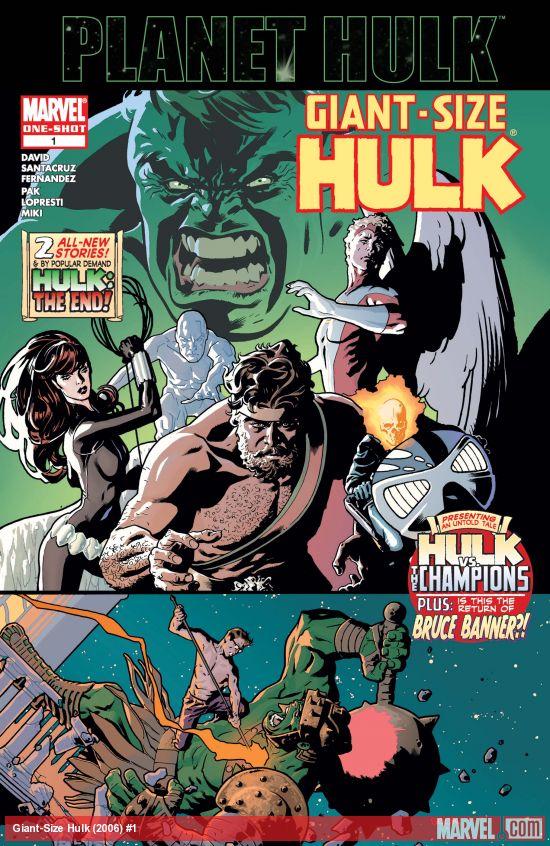 PLANET HULK™
MARVEL®
ONE-SHOT
1
DAVID
SANTACRUZ
FERNANDEZ
PAK
LOPRESTI
MIKI
GIANT-SIZE
HULK®
2 ALL-NEW
STORIES!
& BY POPULAR DEMAND
HULK:
THE END!
PRESENTING
AN UNTOLD TALE
HULK
VS.
THE CHAMPIONS
PLUS: IS THIS THE
RETURN OF
BRUCE BANNER?!
Giant-Size Hulk (2006) #1
MARVEL.com